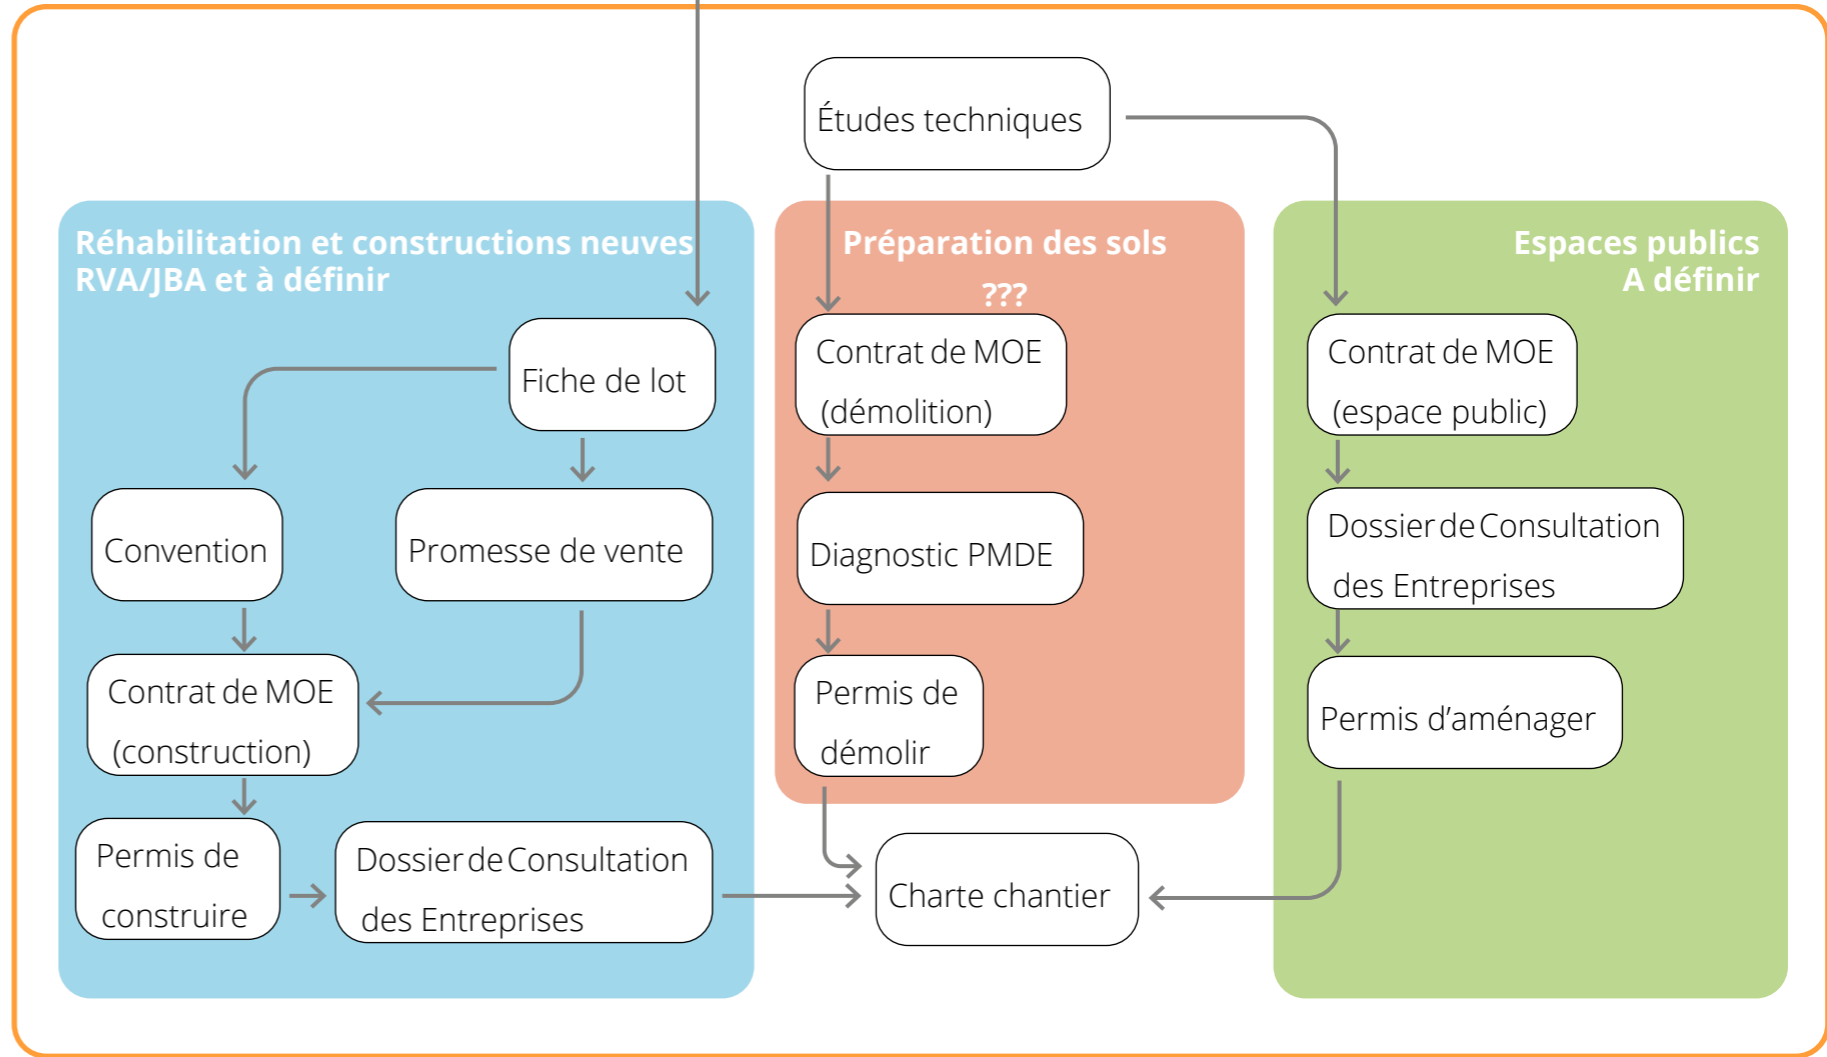 Études techniques
Réhabilitation et constructions neuves
RVA/JBA et à définir
Fiche de lot
Convention
Promesse de vente
Contrat de MOE
(construction)
Permis de
construire
Dossier de Consultation
des Entreprises
Préparation des sols
???
Contrat de MOE
(démolition)
Diagnostic PMDE
Permis de
démolir
Charte chantier
Espaces publics
A définir
Contrat de MOE
(espace public)
Dossier de Consultation
des Entreprises
Permis d’aménager